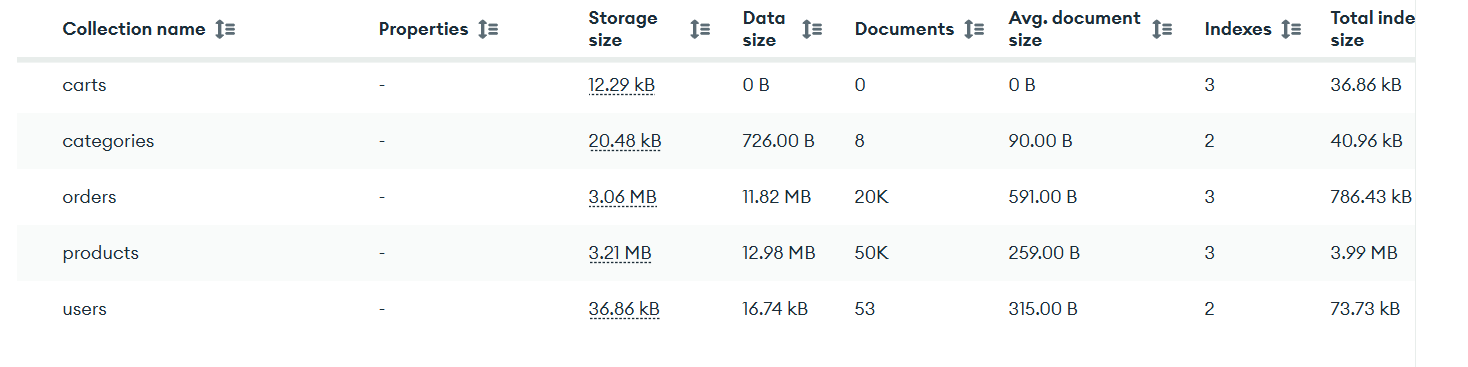 Collection name Properties Storage size Data size Documents Avg. document size Indexes Total inde size
carts - 12.29 kB 0 B 0 0 B 3 36.86 kB
categories - 20.48 kB 726.00 B 8 90.00 B 2 40.96 kB
orders - 3.06 MB 11.82 MB 20K 591.00 B 3 786.43 kB
products - 3.21 MB 12.98 MB 50K 259.00 B 3 3.99 MB
users - 36.86 kB 16.74 kB 53 315.00 B 2 73.73 kB